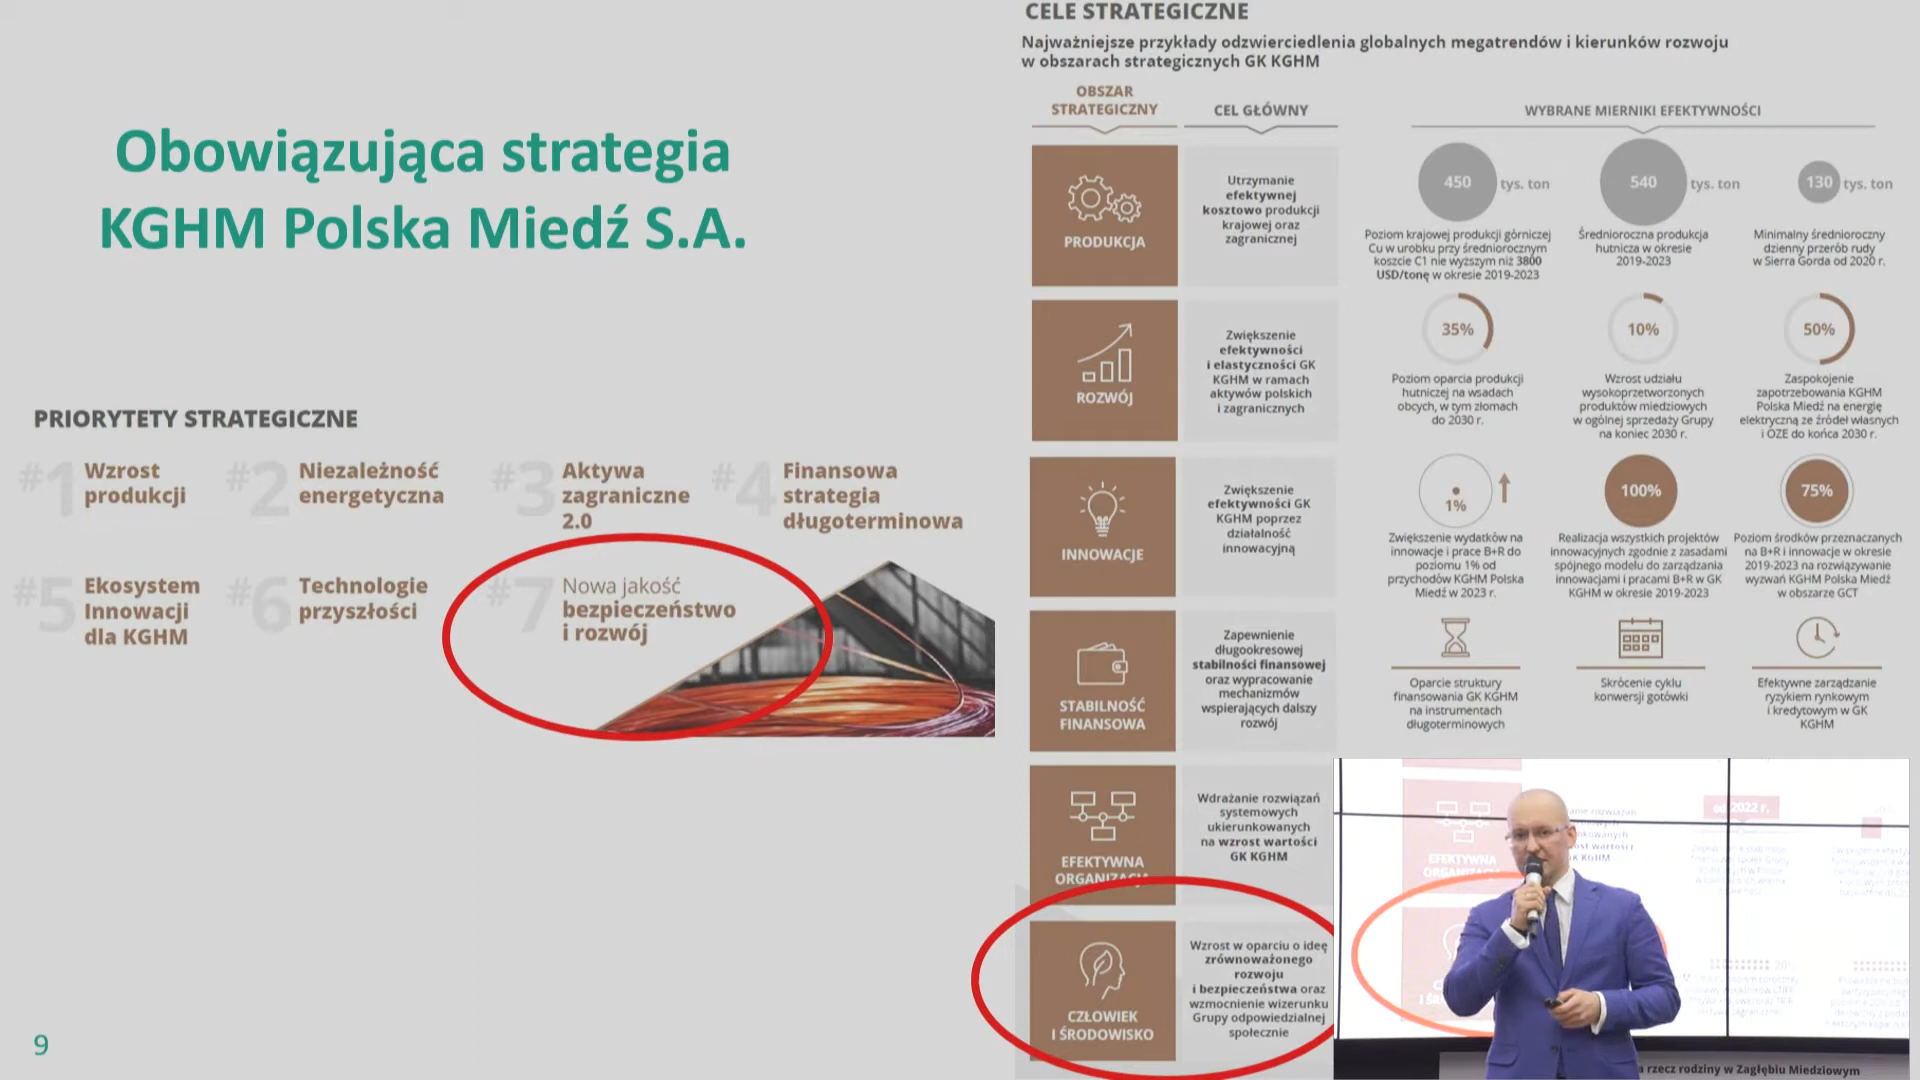 Obowiązująca strategia
KGHM Polska Miedź S.A.
PRIORYTETY STRATEGICZNE
#1 Wzrost
produkcji
#2 Niezależność
energetyczna
#3 Aktywa
zagraniczne
2.0
#4 Finansowa
strategia
długoterminowa
#5 Ekosystem
Innowacji
dla KGHM
#6 Technologie
przyszłości
#7 Nowa jakość
bezpieczeństwo
i rozwój
9
CELE STRATEGICZNE
Najważniejsze przykłady odzwierciedlenia globalnych megatrendów i kierunków rozwoju
w obszarach strategicznych GK KGHM
OBSZAR
STRATEGICZNY
CEL GŁÓWNY
WYBRANE MIERNIKI EFEKTYWNOŚCI
PRODUKCJA
Utrzymanie
efektywnej
kosztowo produkcji
krajowej oraz
zagranicznej
450 tys. ton
Poziom krajowej produkcji górniczej
Cu w urobku przy średniorocznym
koszcie C1 nie wyższym niż 3800
USD/tonę w okresie 2019-2023
540 tys. ton
Średnioroczna produkcja
hutnicza w okresie
2019-2023
130 tys. ton
Minimalny średnioroczny
dzienny przerób rudy
w Sierra Gorda od 2020 r.
ROZWÓJ
Zwiększenie
efektywności
i elastyczności GK
KGHM w ramach
aktywów polskich
i zagranicznych
35%
Poziom oparcia produkcji
hutniczej na wsadach
obcych, w tym złomach
do 2030 r.
10%
Wzrost udziału
wysokoprzetworzonych
produktów miedziowych
w ogólnej sprzedaży Grupy
na koniec 2030 r.
50%
Zaspokojenie
zapotrzebowania KGHM
Polska Miedź na energię
elektryczną ze źródeł własnych
i OZE do końca 2030 r.
INNOWACJE
Zwiększenie
efektywności GK
KGHM poprzez
działalność
innowacyjną
1%
Zwiększenie wydatków na
innowacje i prace B+R do
poziomu 1% od
przychodów KGHM Polska
Miedź w 2023 r.
100%
Realizacja wszystkich projektów
innowacyjnych zgodnie z zasadami
spójnego modelu do zarządzania
innowacjami i pracami B+R w GK
KGHM w okresie 2019-2023
75%
Poziom środków przeznaczanych
na B+R i innowacje w okresie
2019-2023 na rozwiązywanie
wyzwań KGHM Polska Miedź
w obszarze GCT
STABILNOŚĆ
FINANSOWA
Zapewnienie
długookresowej
stabilności finansowej
oraz wypracowanie
mechanizmów
wspierających dalszy
rozwój
Oparcie struktury
finansowania GK KGHM
na instrumentach
długoterminowych
Skrócenie cyklu
konwersji gotówki
Efektywne zarządzanie
ryzykiem rynkowym
i kredytowym w GK
KGHM
EFEKTYWNA
ORGANIZACJA
Wdrażanie rozwiązań
systemowych
ukierunkowanych
na wzrost wartości
GK KGHM
CZŁOWIEK
I ŚRODOWISKO
Wzrost w oparciu o ideę
zrównoważonego
rozwoju
i bezpieczeństwa oraz
wzmocnienie wizerunku
Grupy odpowiedzialnej
społecznie
od 2022 r.
EFEKTYWNA
a rzecz rodziny w Zagłębiu Miedziowym